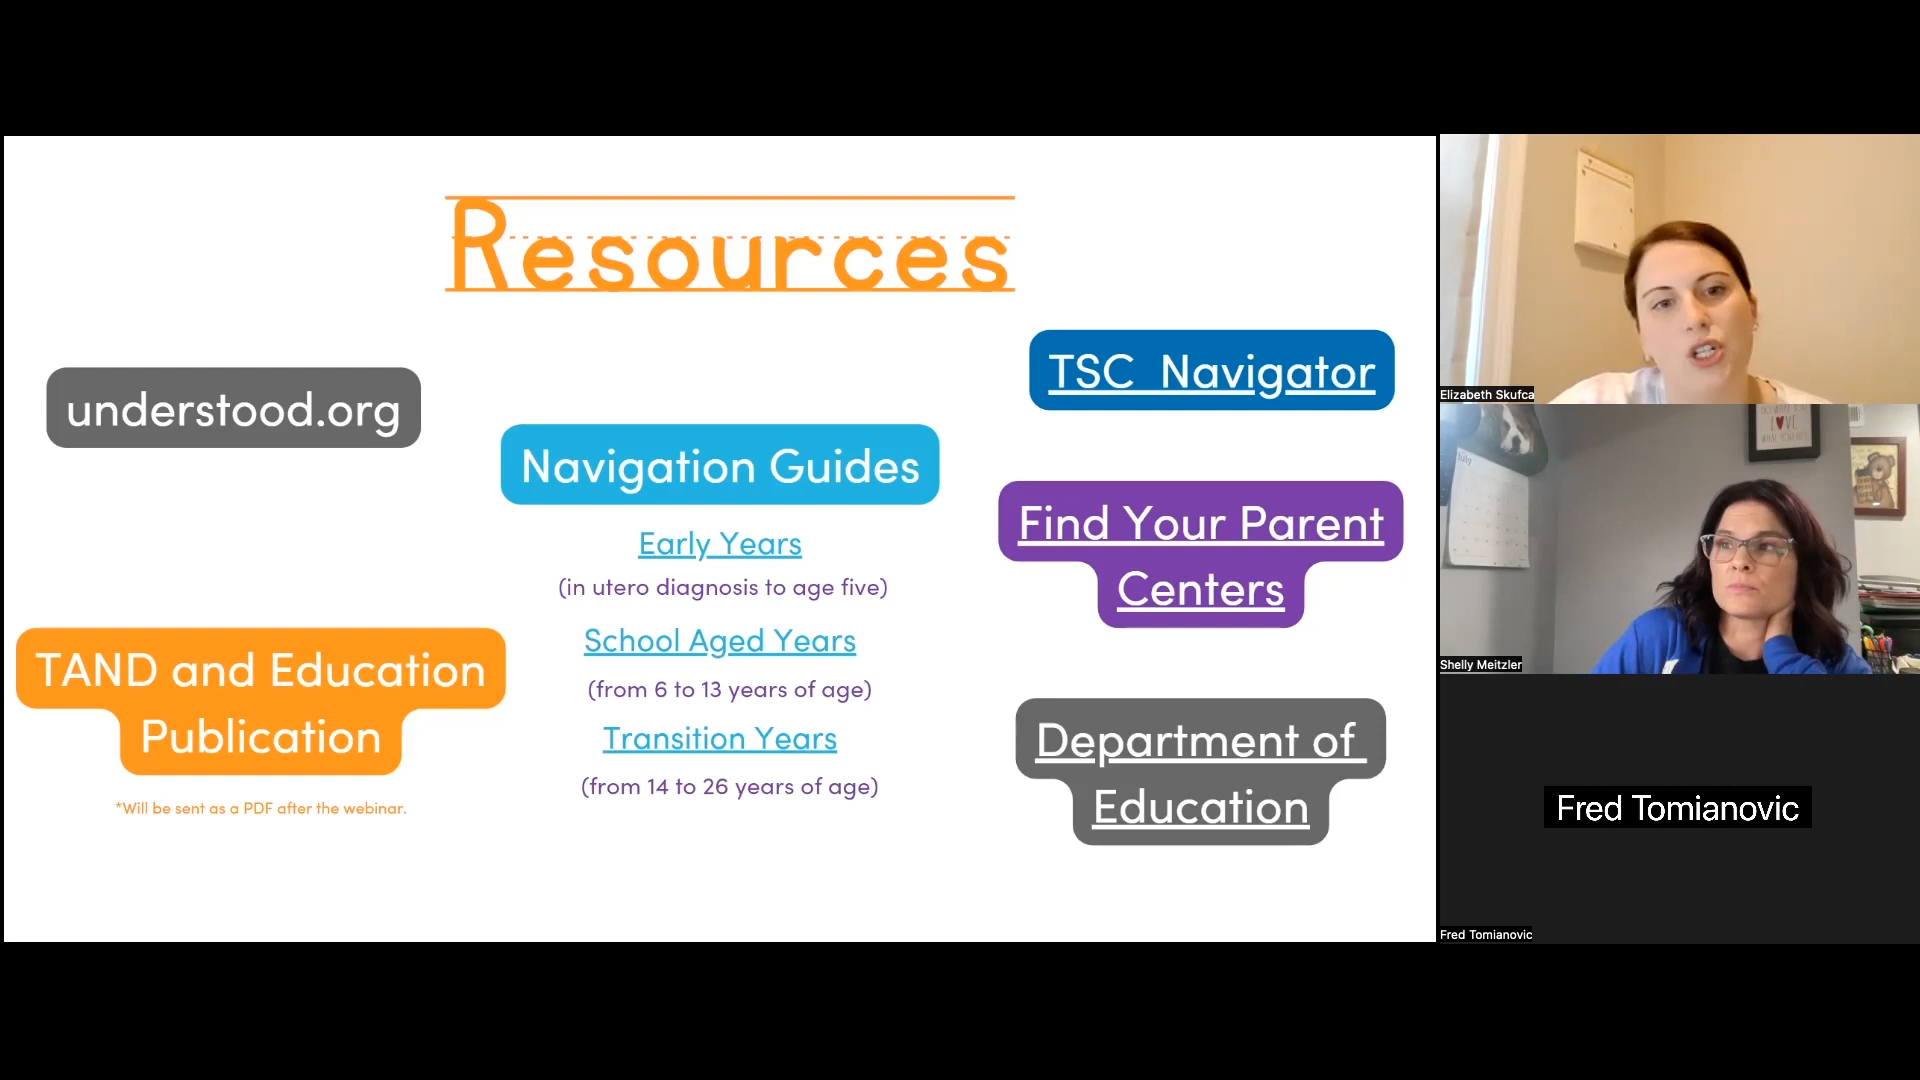 Resources
understood.org
Navigation Guides
Early Years
(in utero diagnosis to age five)
School Aged Years
(from 6 to 13 years of age)
Transition Years
(from 14 to 26 years of age)
TAND and Education
Publication
*Will be sent as a PDF after the webinar.
TSC Navigator
Find Your Parent
Centers
Department of
Education
Elizabeth Skufca
July
LOVE
Shelly Meitzler
Fred Tomianovic
Fred Tomianovic